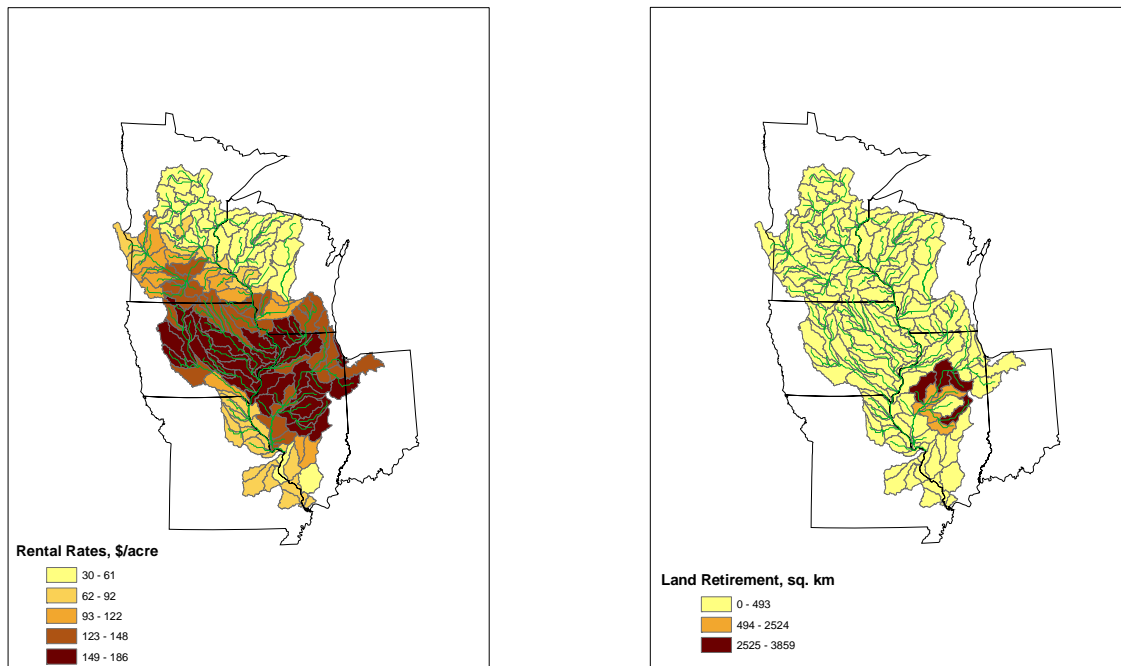 Rental Rates, $/acre
30 - 61
62 - 92
93 - 122
123 - 148
149 - 186
Land Retirement, sq. km
0 - 493
494 - 2524
2525 - 3859